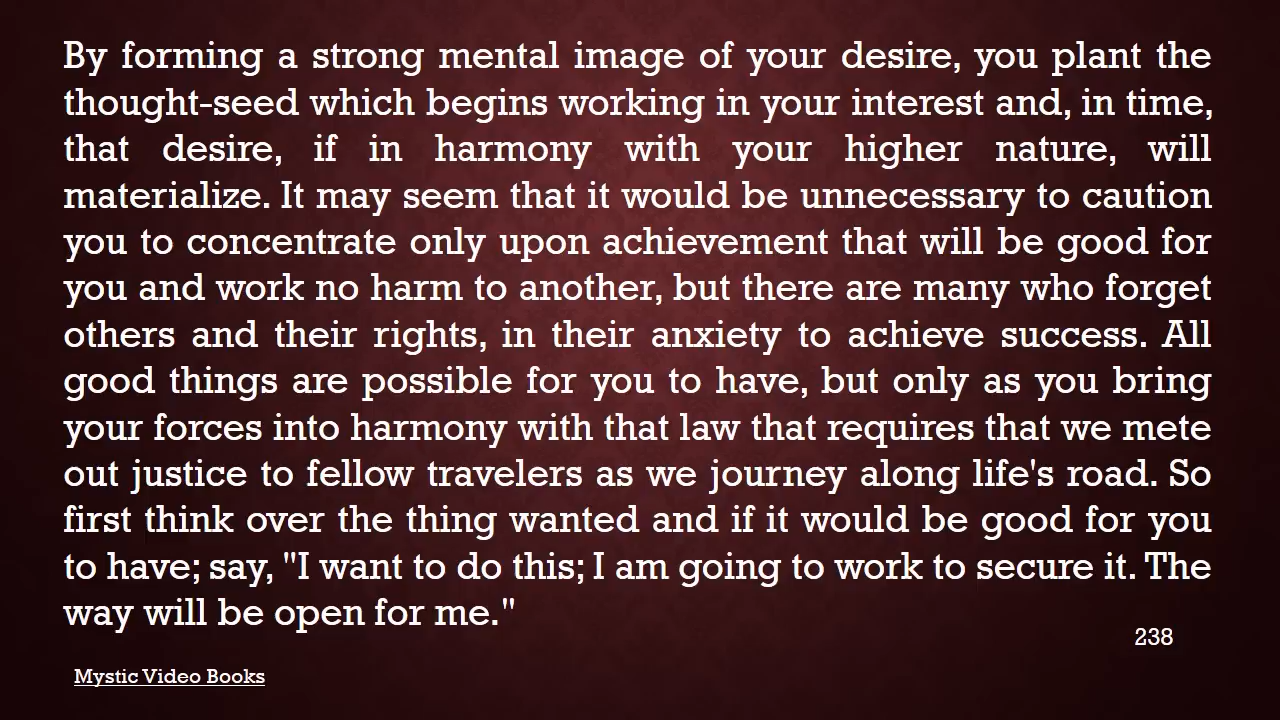 By forming a strong mental image of your desire, you plant the
thought-seed which begins working in your interest and, in time,
that desire, if in harmony with your higher nature, will
materialize. It may seem that it would be unnecessary to caution
you to concentrate only upon achievement that will be good for
you and work no harm to another, but there are many who forget
others and their rights, in their anxiety to achieve success. All
good things are possible for you to have, but only as you bring
your forces into harmony with that law that requires that we mete
out justice to fellow travelers as we journey along life's road. So
first think over the thing wanted and if it would be good for you
to have; say, "I want to do this; I am going to work to secure it. The
way will be open for me."
238
Mystic Video Books